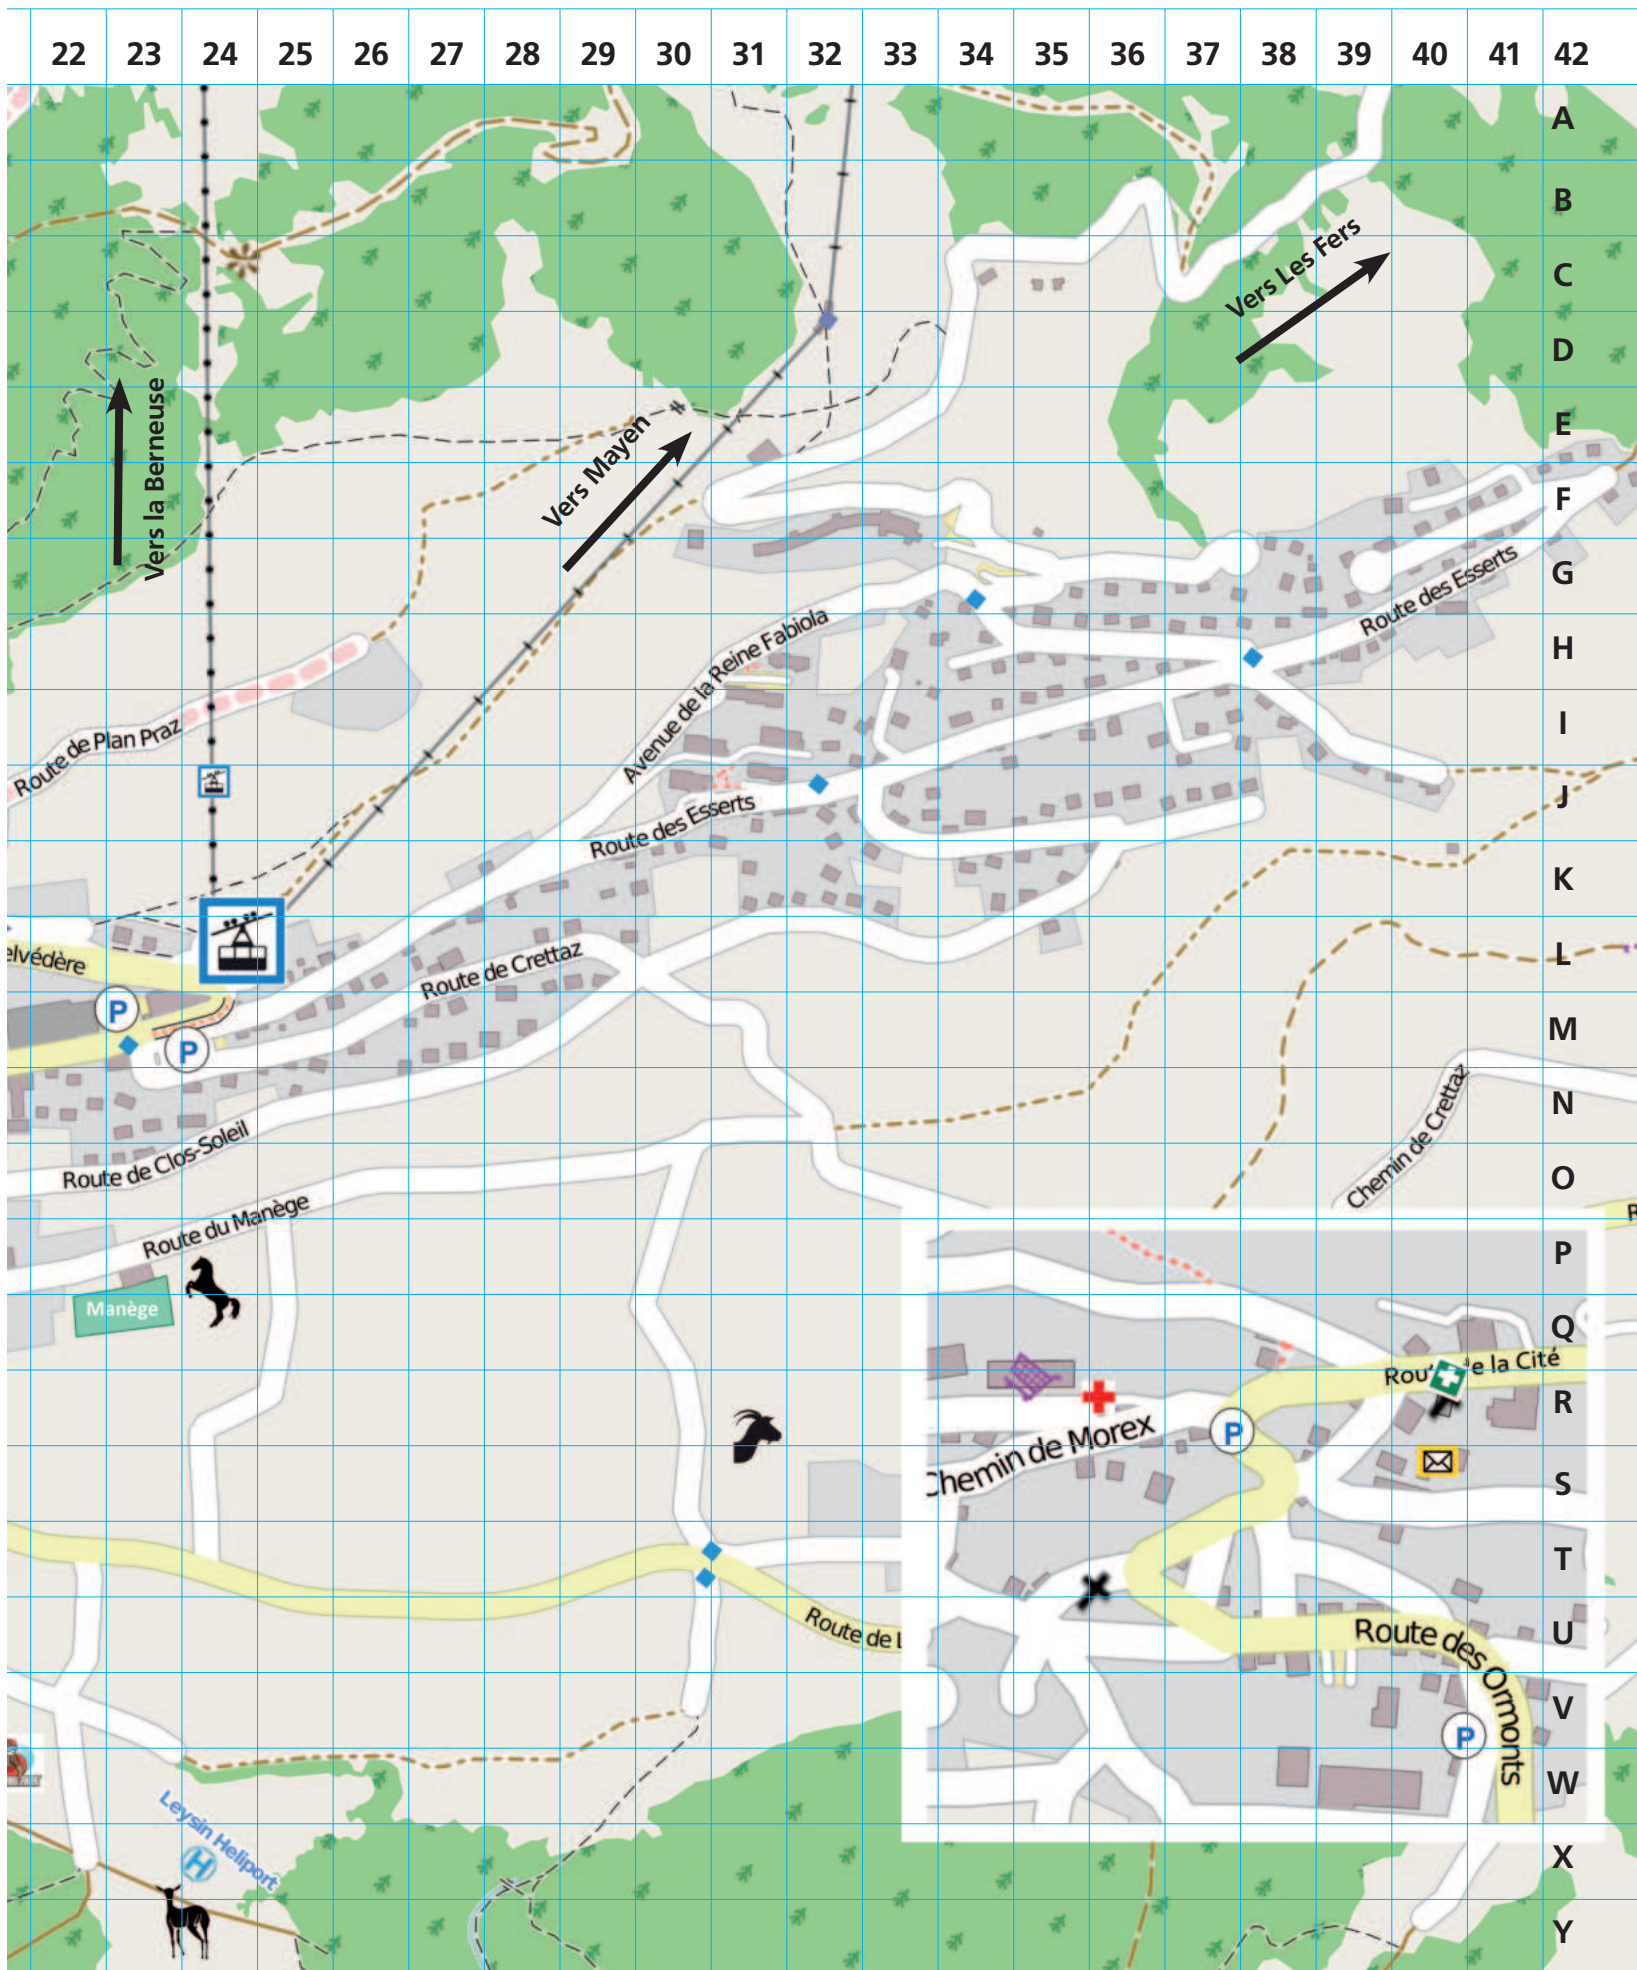 22 23 24 25 26 27 28 29 30 31 32 33 34 35 36 37 38 39 40 41 42
A
B
Vers Les Fers
C
D
Vers la Berneuse
Vers Mayen
E
F
G
Route des Esserts
Avenue de la Reine Fabiola
H
I
Route de Plan Praz
J
Route des Esserts
K
elvédère
Route de Crettaz
L
P
P
M
Chemin de Crettaz
N
Route de Clos-Soleil
O
Route du Manège
R
P
Manège
Q
Rou e la Cité
R
P
Chemin de Morex
S
T
Route de L
Route des Ormonts
U
V
P
W
Leysin Heliport
H
X
Y